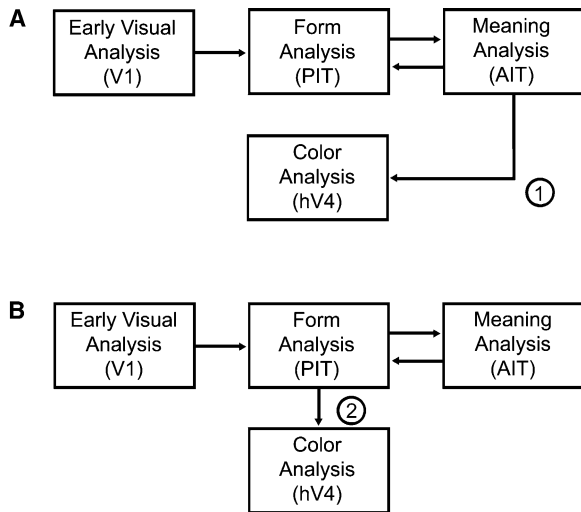 A
Early Visual
Analysis
(V1)
Form
Analysis
(PIT)
Meaning
Analysis
(AIT)
Color
Analysis
(hV4)
1
B
Early Visual
Analysis
(V1)
Form
Analysis
(PIT)
Meaning
Analysis
(AIT)
2
Color
Analysis
(hV4)